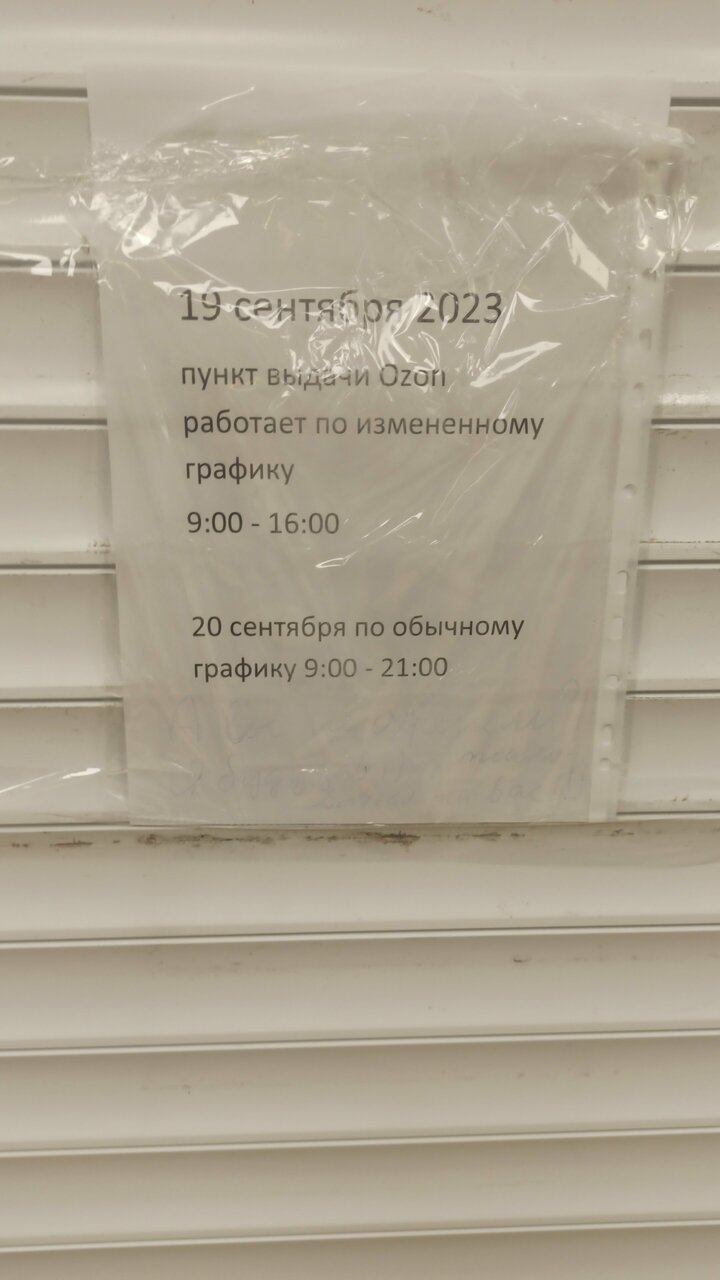 19 сентября 2023
пункт выдачи Ozon
работает по измененному
графику
9:00 - 16:00
20 сентября по обычному
графику 9:00 - 21:00